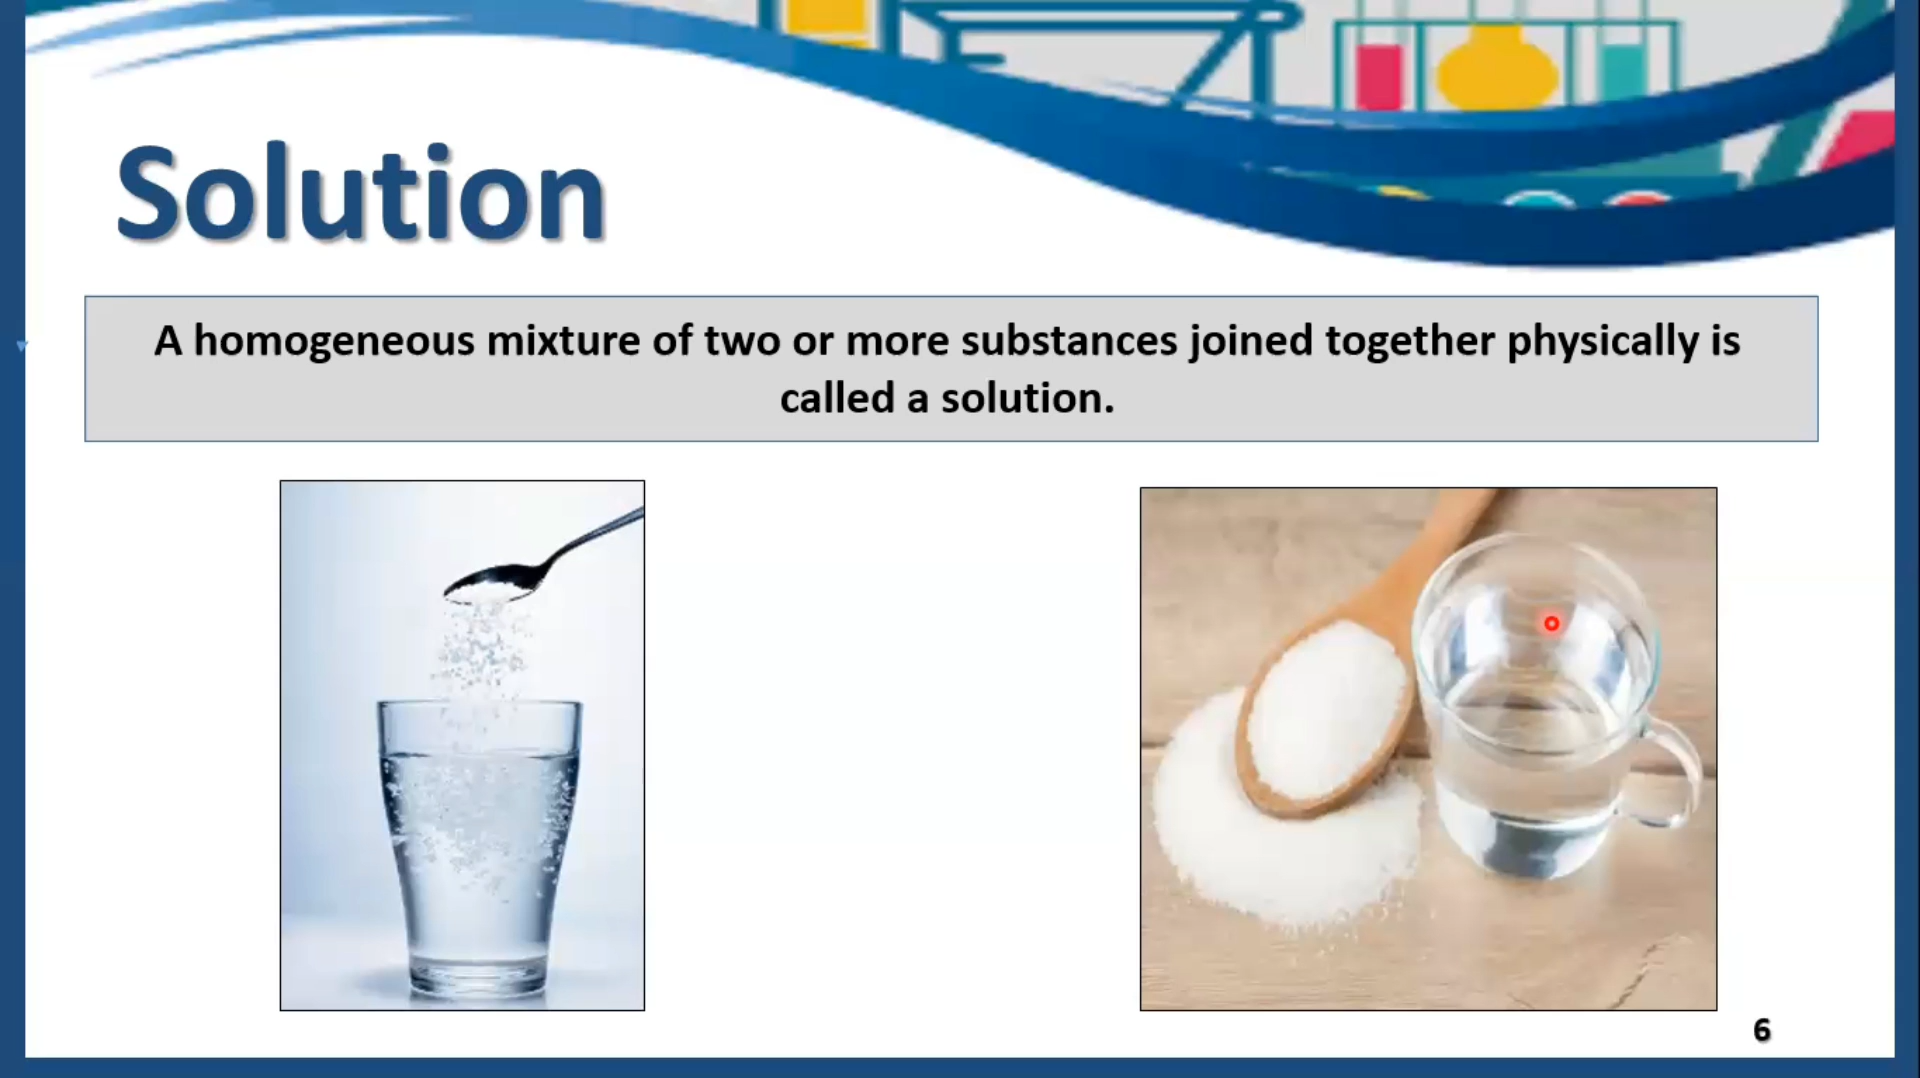 Solution
A homogeneous mixture of two or more substances joined together physically is
called a solution.
6